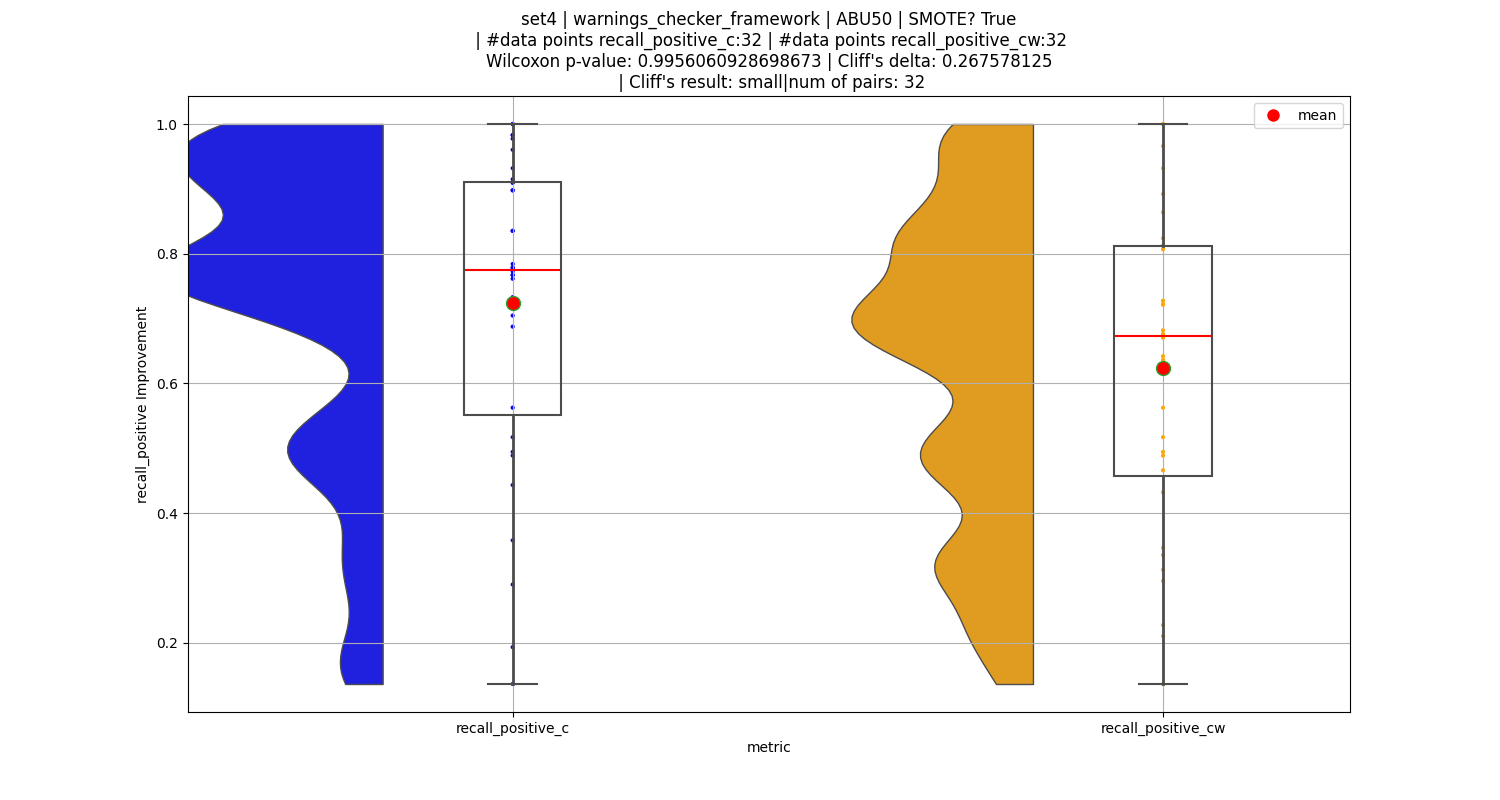 set4 | warnings_checker_framework | ABU50 | SMOTE? True
| #data points recall_positive_c:32 | #data points recall_positive_cw:32
Wilcoxon p-value: 0.9956060928698673 | Cliff's delta: 0.267578125
| Cliff's result: small|num of pairs: 32
mean
1.0
0.8
0.6
0.4
0.2
recall_positive Improvement
recall_positive_c
recall_positive_cw
metric